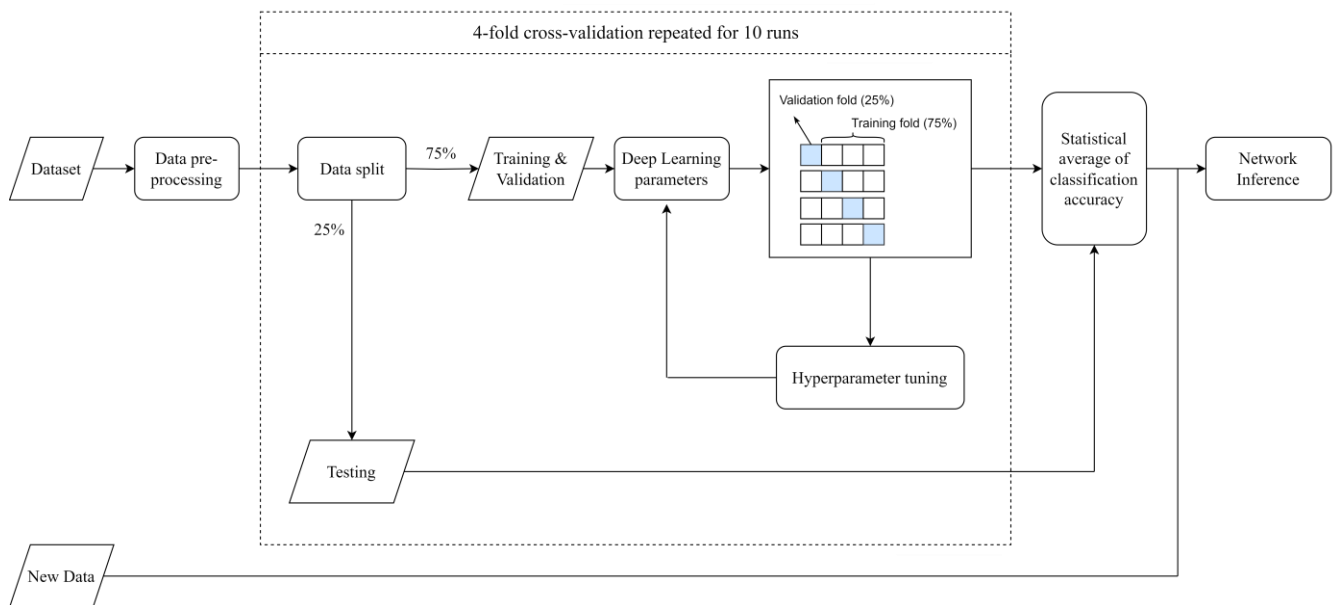 4-fold cross-validation repeated for 10 runs
Validation fold (25%)
Training fold (75%)
Dataset
Data pre-
processing
Data split
75%
25%
Training &
Validation
Deep Learning
parameters
Statistical
average of
classification
accuracy
Network
Inference
Hyperparameter tuning
Testing
New Data